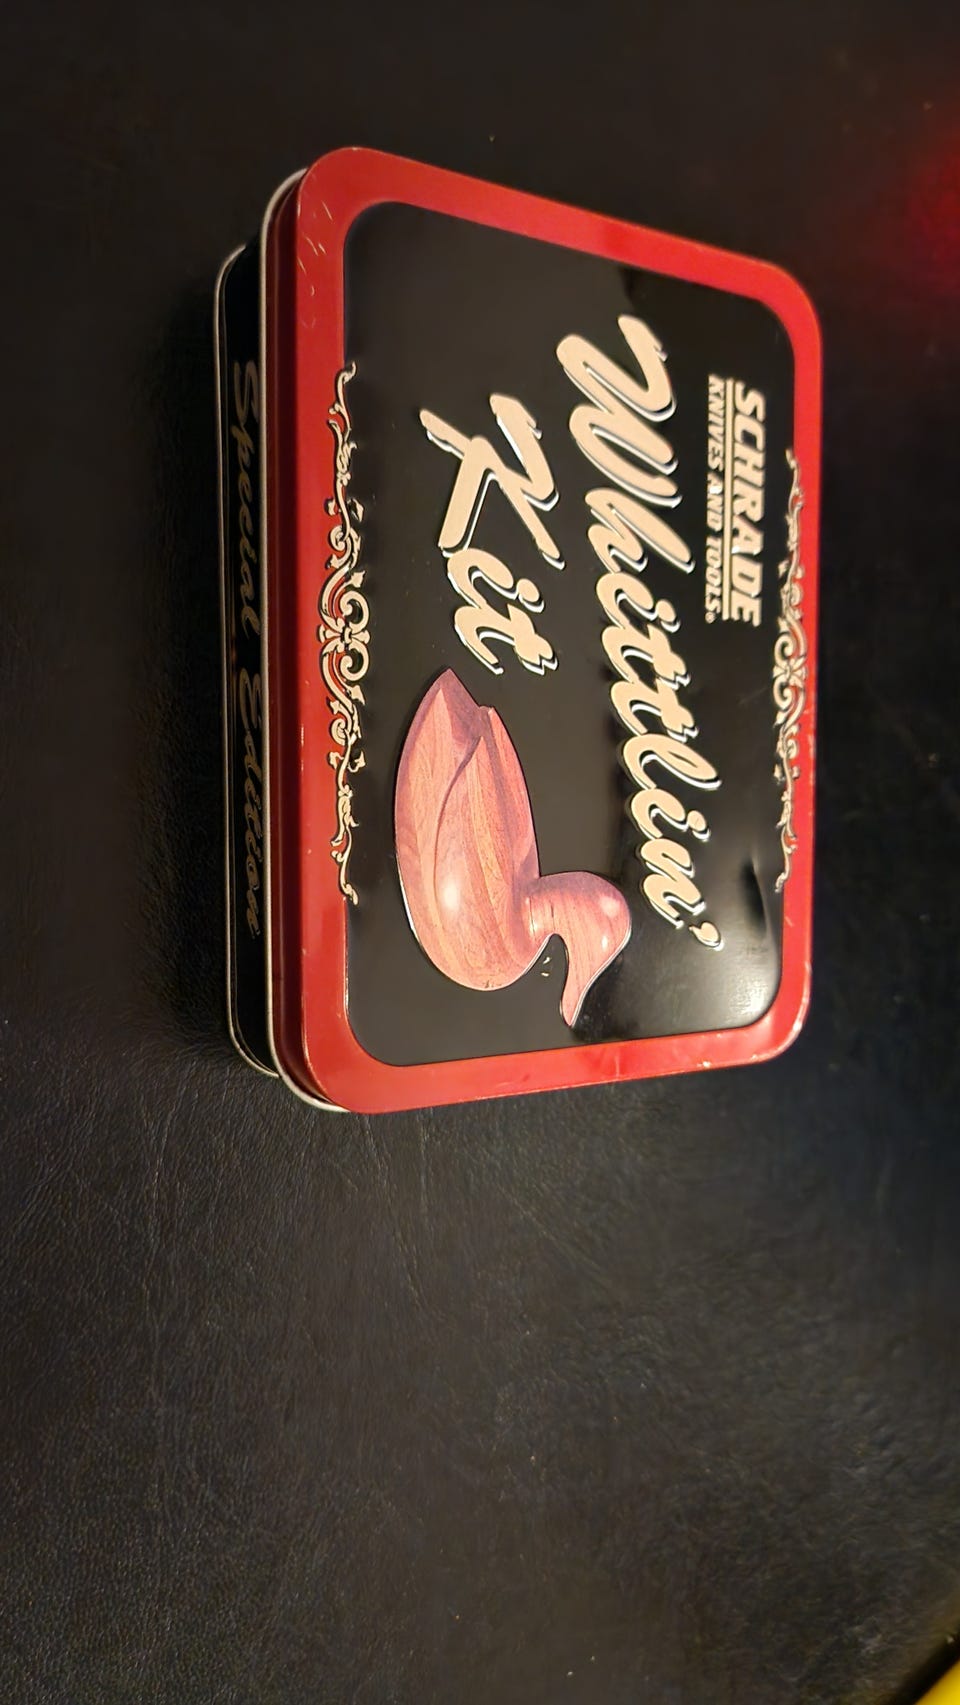 SCHRADE
KNIVES AND TOOLS®
Whittlin'
Kit
Special Edition